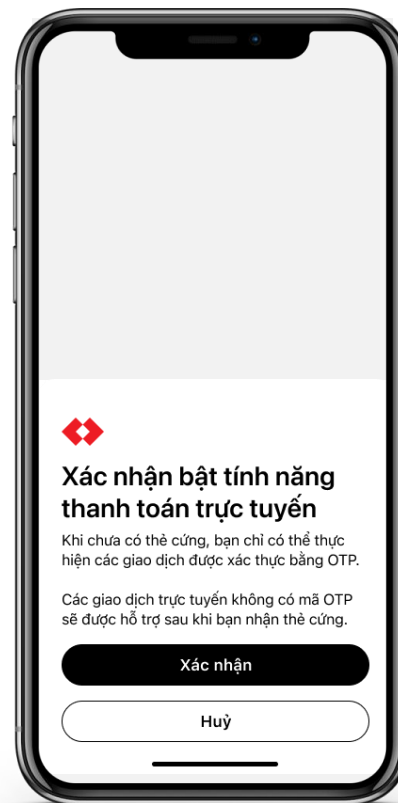 Xác nhận bật tính năng
thanh toán trực tuyến
Khi chưa có thẻ cứng, bạn chỉ có thể thực
hiện các giao dịch được xác thực bằng OTP.
Các giao dịch trực tuyến không có mã OTP
sẽ được hỗ trợ sau khi bạn nhận thẻ cứng.
Xác nhận
Huỷ